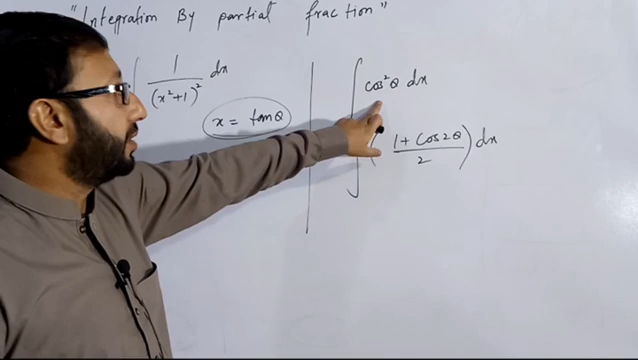 "Integration By partial fraction"
∫ 1/(x²+1)² dx
x = tanθ
∫ cos²θ dx
∫ (1 + Cos2θ / 2) dx